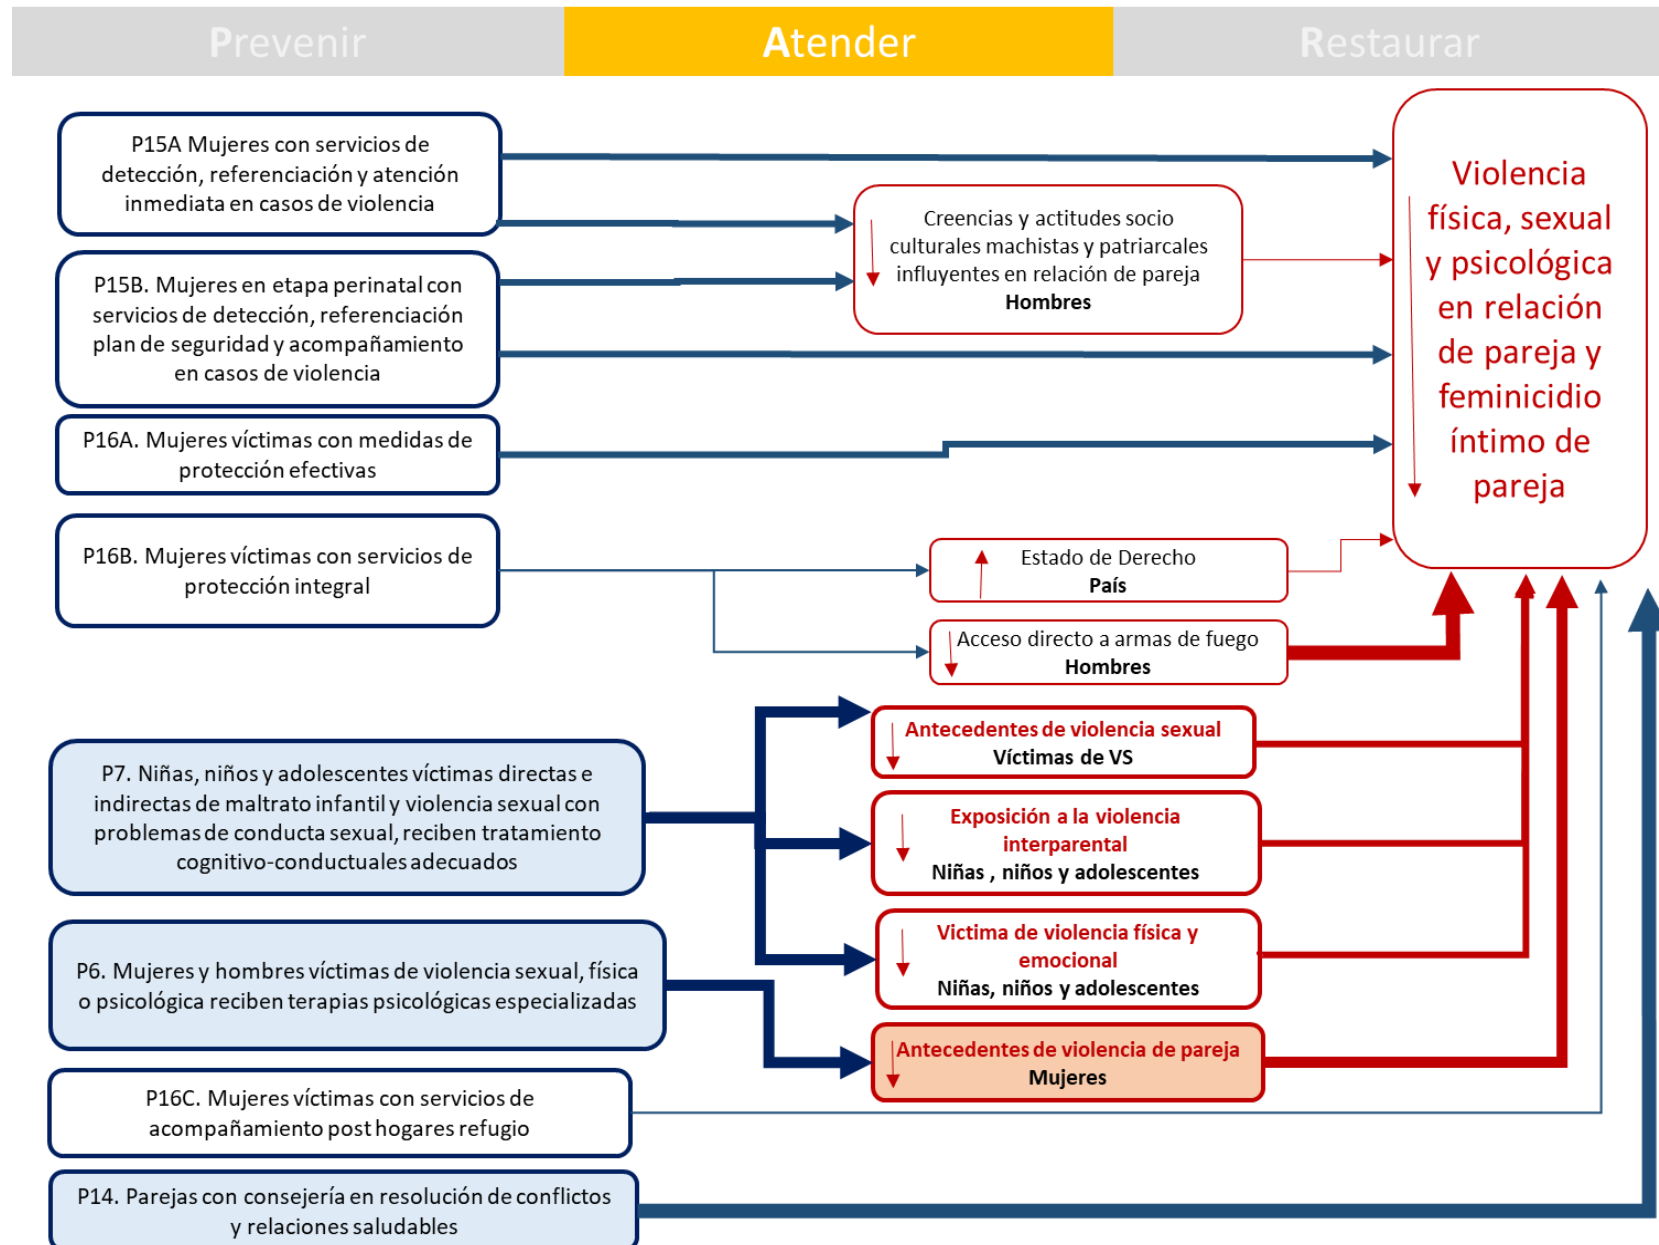 Prevenir
Atender
Restaurar
P15A Mujeres con servicios de
detección, referenciación y atención
inmediata en casos de violencia
P15B. Mujeres en etapa perinatal con
servicios de detección, referenciación
plan de seguridad y acompañamiento
en casos de violencia
P16A. Mujeres víctimas con medidas de
protección efectivas
P16B. Mujeres víctimas con servicios de
protección integral
P7. Niñas, niños y adolescentes víctimas directas e
indirectas de maltrato infantil y violencia sexual con
problemas de conducta sexual, reciben tratamiento
cognitivo-conductuales adecuados
P6. Mujeres y hombres víctimas de violencia sexual, física
o psicológica reciben terapias psicológicas especializadas
P16C. Mujeres víctimas con servicios de
acompañamiento post hogares refugio
P14. Parejas con consejería en resolución de conflictos
y relaciones saludables
Creencias y actitudes socio
culturales machistas y patriarcales
influyentes en relación de pareja
Hombres
Estado de Derecho
País
Acceso directo a armas de fuego
Hombres
Antecedentes de violencia sexual
Víctimas de VS
Exposición a la violencia
interparental
Niñas , niños y adolescentes
Victima de violencia física y
emocional
Niñas, niños y adolescentes
Antecedentes de violencia de pareja
Mujeres
Violencia
física, sexual
y psicológica
en relación
de pareja y
feminicidio
íntimo de
pareja